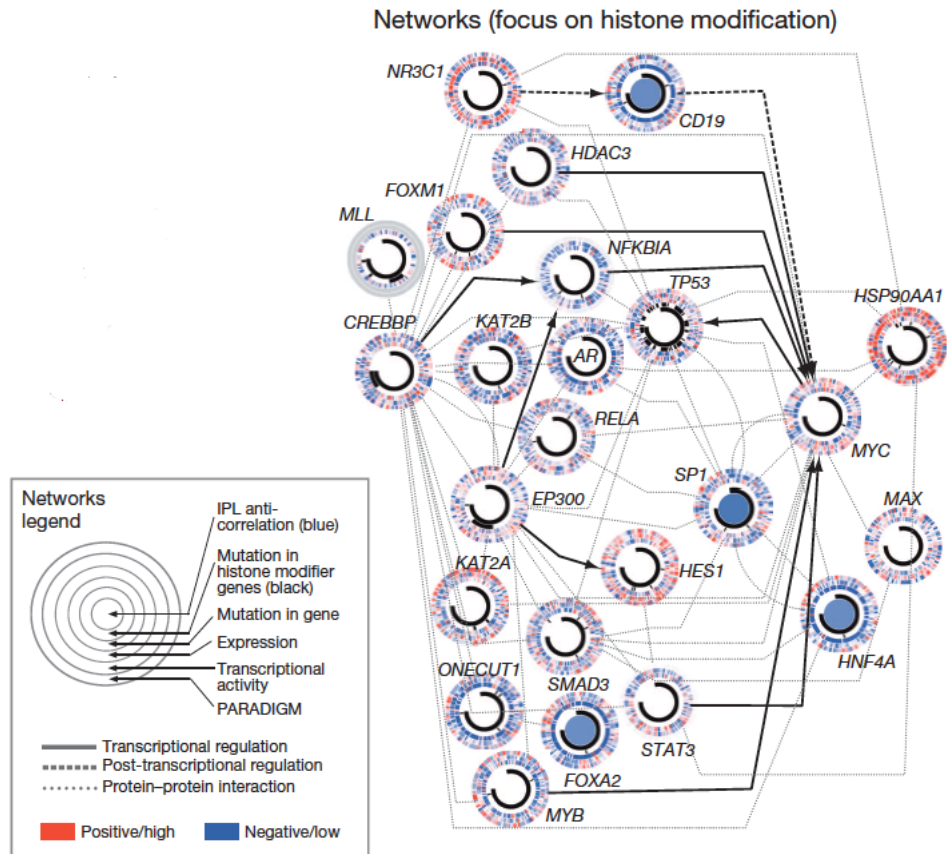 Networks (focus on histone modification)
NR3C1
CD19
HDAC3
FOXM1
MLL
NFKBIA
TP53
HSP90AA1
CREBBP
KAT2B
AR
RELA
MYC
SP1
EP300
MAX
KAT2A
HES1
HNF4A
ONECUT1
SMAD3
STAT3
FOXA2
MYB
Networks
legend
IPL anti-
correlation (blue)
Mutation in
histone modifier
genes (black)
Mutation in gene
Expression
Transcriptional
activity
PARADIGM
Transcriptional regulation
Post-transcriptional regulation
Protein–protein interaction
Positive/high
Negative/low